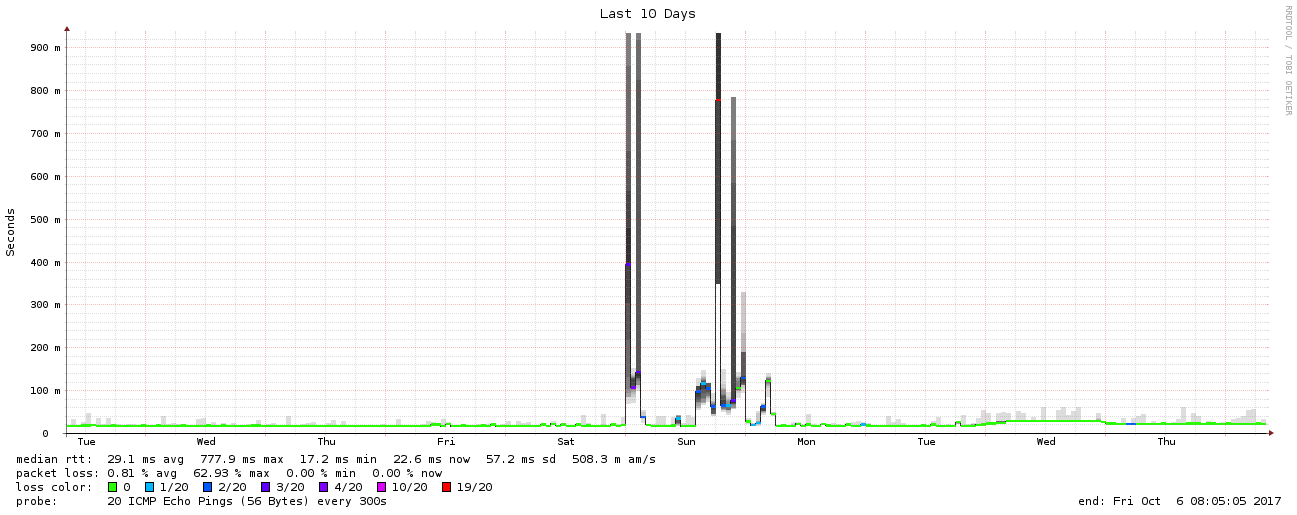 Last 10 Days
RRDTOOL / TOBI OETIKER
Seconds
900 m
800 m
700 m
600 m
500 m
400 m
300 m
200 m
100 m
0
Tue Wed Thu Fri Sat Sun Mon Tue Wed Thu
median rtt: 29.1 ms avg 777.9 ms max 17.2 ms min 22.6 ms now 57.2 ms sd 508.3 m am/s
packet loss: 0.81 % avg 62.93 % max 0.00 % min 0.00 % now
loss color: 0 1/20 2/20 3/20 4/20 10/20 19/20
probe: 20 ICMP Echo Pings (56 Bytes) every 300s end: Fri Oct 6 08:05:05 2017